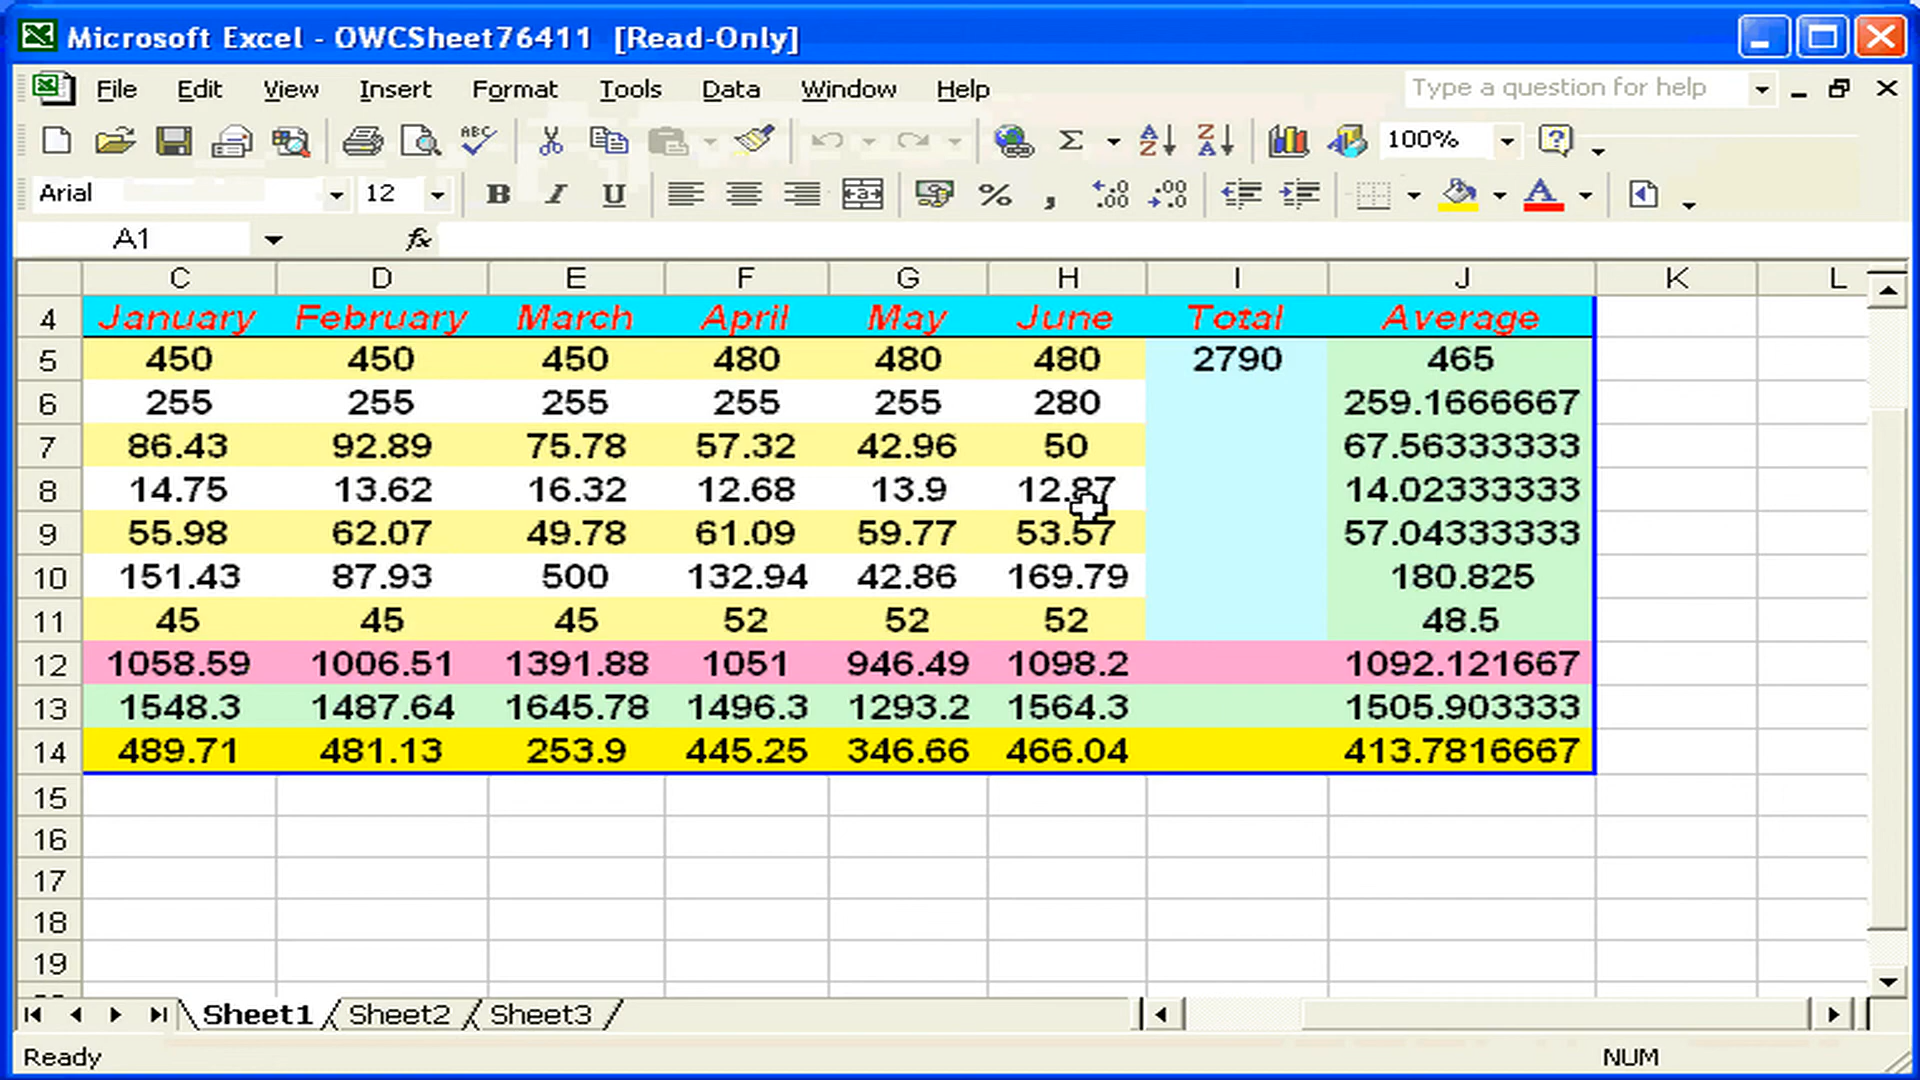 Microsoft Excel - OWCSheet76411 [Read-Only]
File Edit View Insert Format Tools Data Window Help Type a question for help
ABC Σ A Z Z A 100% ?
Arial 12 B I U a % , .00 .00 A
A1 fx
C D E F G H I J K L
4 January February March April May June Total Average
5 450 450 450 480 480 480 2790 465
6 255 255 255 255 255 280 259.1666667
7 86.43 92.89 75.78 57.32 42.96 50 67.56333333
8 14.75 13.62 16.32 12.68 13.9 12.87 14.02333333
9 55.98 62.07 49.78 61.09 59.77 53.57 57.04333333
10 151.43 87.93 500 132.94 42.86 169.79 180.825
11 45 45 45 52 52 52 48.5
12 1058.59 1006.51 1391.88 1051 946.49 1098.2 1092.121667
13 1548.3 1487.64 1645.78 1496.3 1293.2 1564.3 1505.903333
14 489.71 481.13 253.9 445.25 346.66 466.04 413.7816667
15
16
17
18
19
Sheet1 Sheet2 Sheet3
Ready NUM